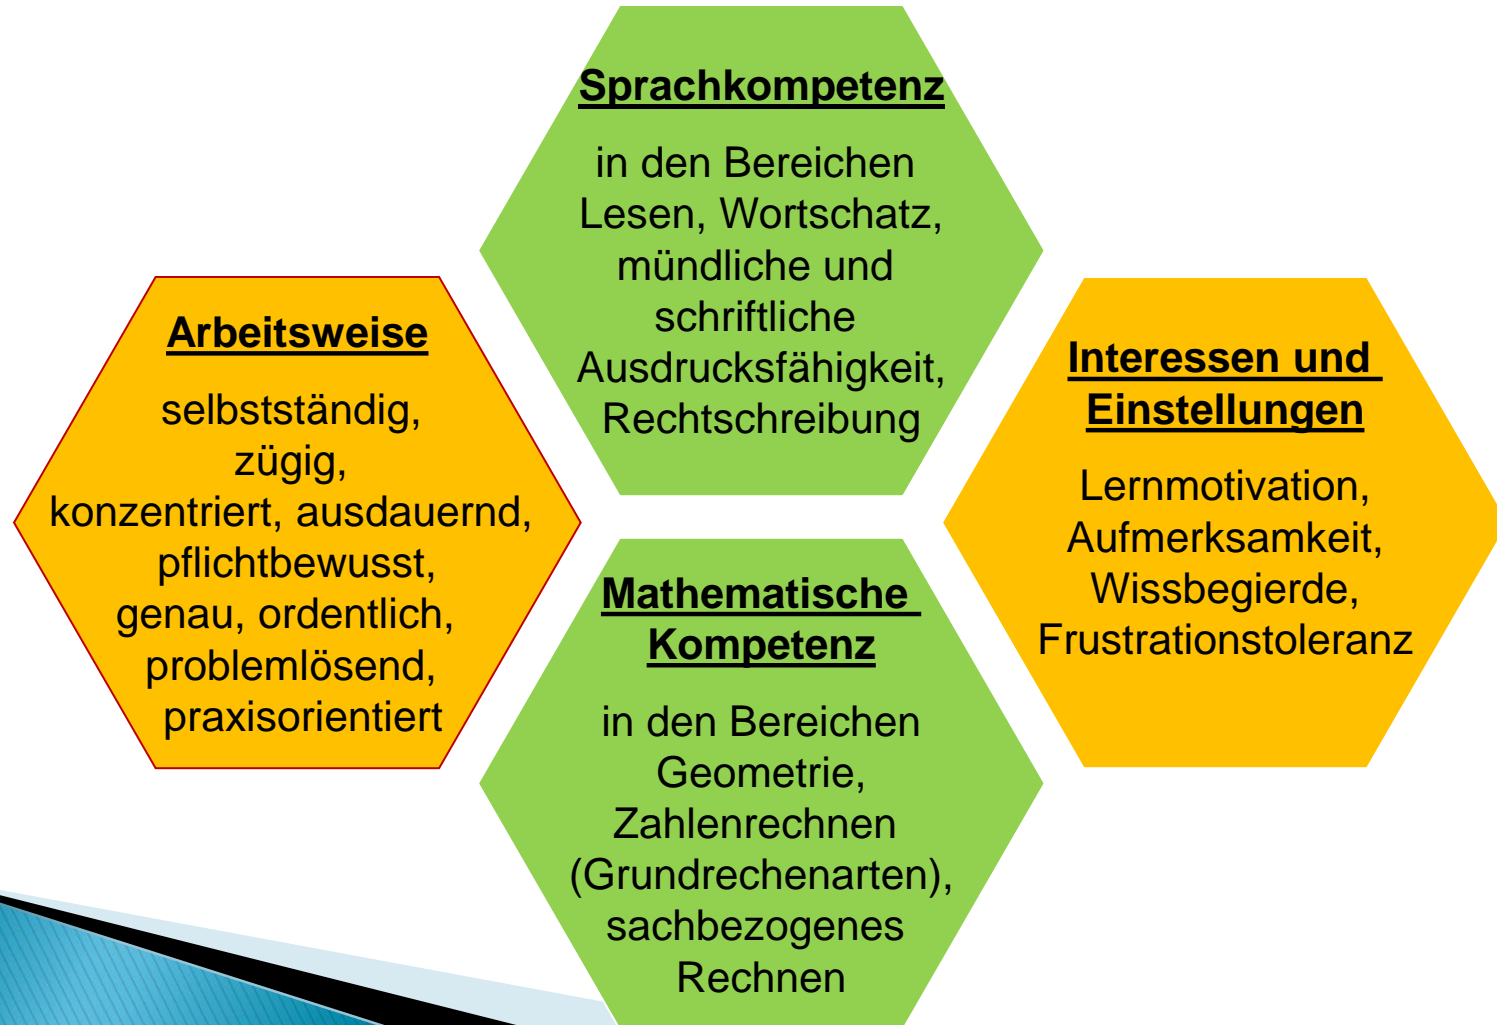 Sprachkompetenz
in den Bereichen
Lesen, Wortschatz,
mündliche und
schriftliche
Ausdrucksfähigkeit,
Rechtschreibung
Arbeitsweise
selbstständig,
zügig,
konzentriert, ausdauernd,
pflichtbewusst,
genau, ordentlich,
problemlösend,
praxisorientiert
Interessen und
Einstellungen
Lernmotivation,
Aufmerksamkeit,
Wissbegierde,
Frustrationstoleranz
Mathematische
Kompetenz
in den Bereichen
Geometrie,
Zahlenrechnen
(Grundrechenarten),
sachbezogenes
Rechnen